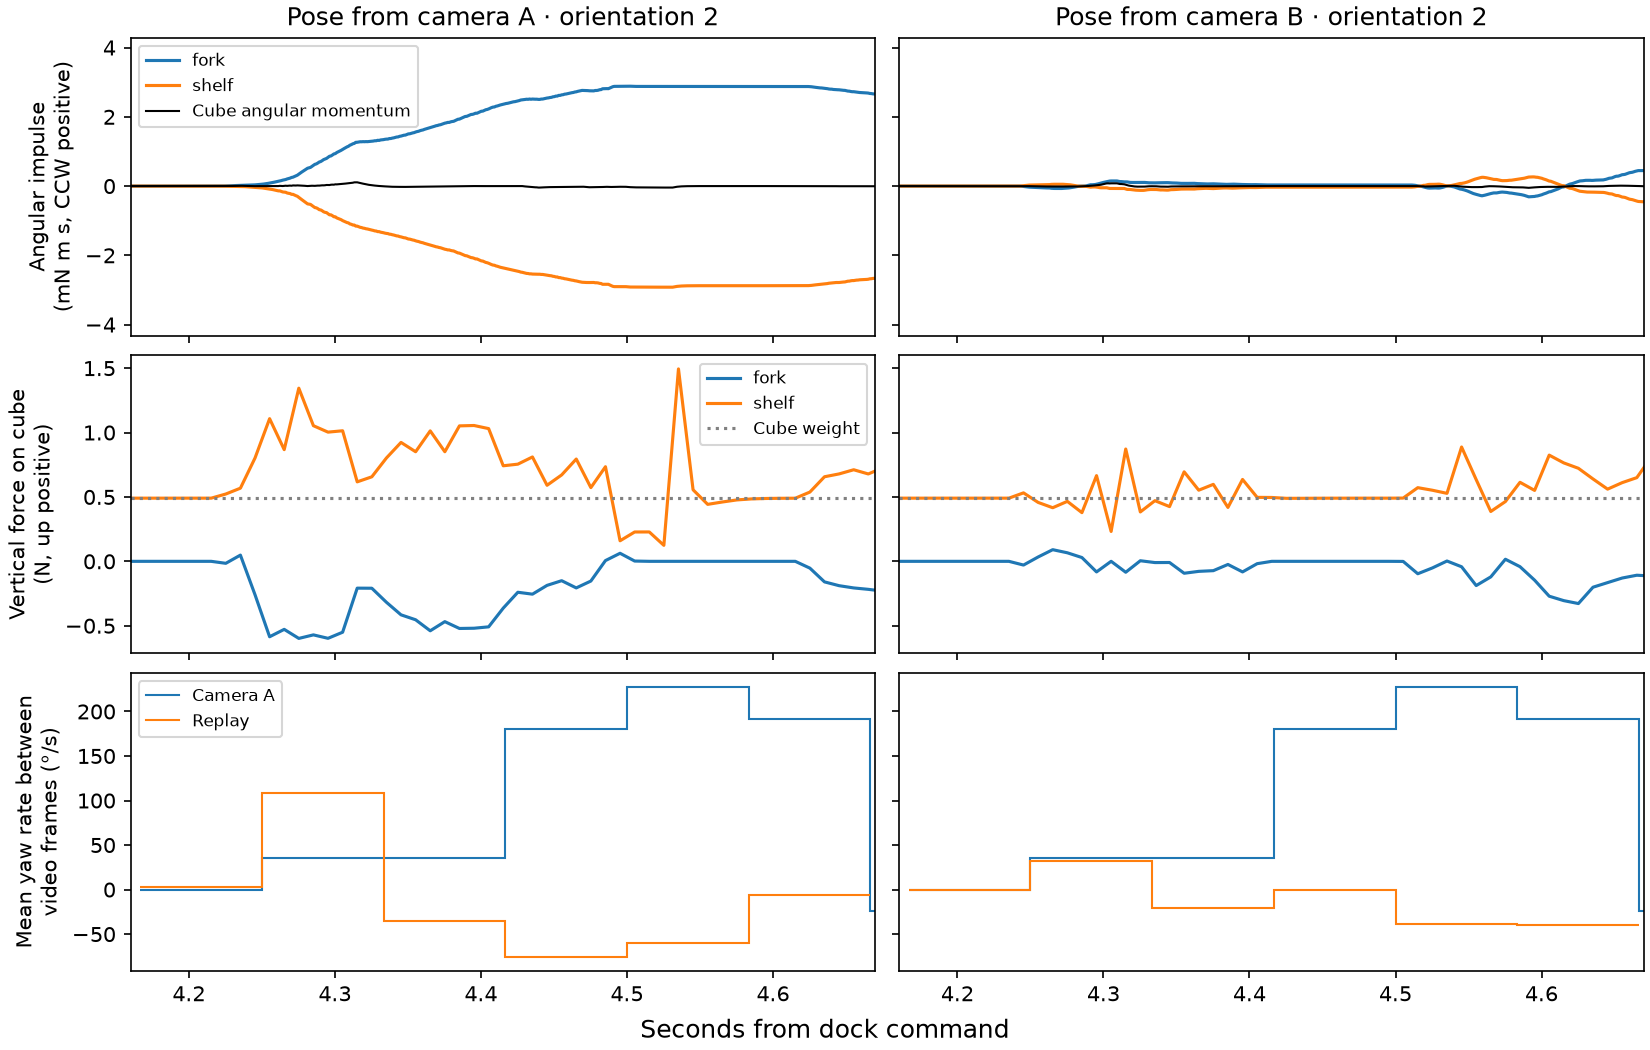 Pose from camera A · orientation 2
Pose from camera B · orientation 2
Angular impulse
(mN m s, CCW positive)
4
2
0
−2
−4
fork
shelf
Cube angular momentum
Vertical force on cube
(N, up positive)
1.5
1.0
0.5
0.0
−0.5
fork
shelf
Cube weight
Mean yaw rate between
video frames (°/s)
200
150
100
50
0
−50
Camera A
Replay
4.2
4.3
4.4
4.5
4.6
4.2
4.3
4.4
4.5
4.6
Seconds from dock command